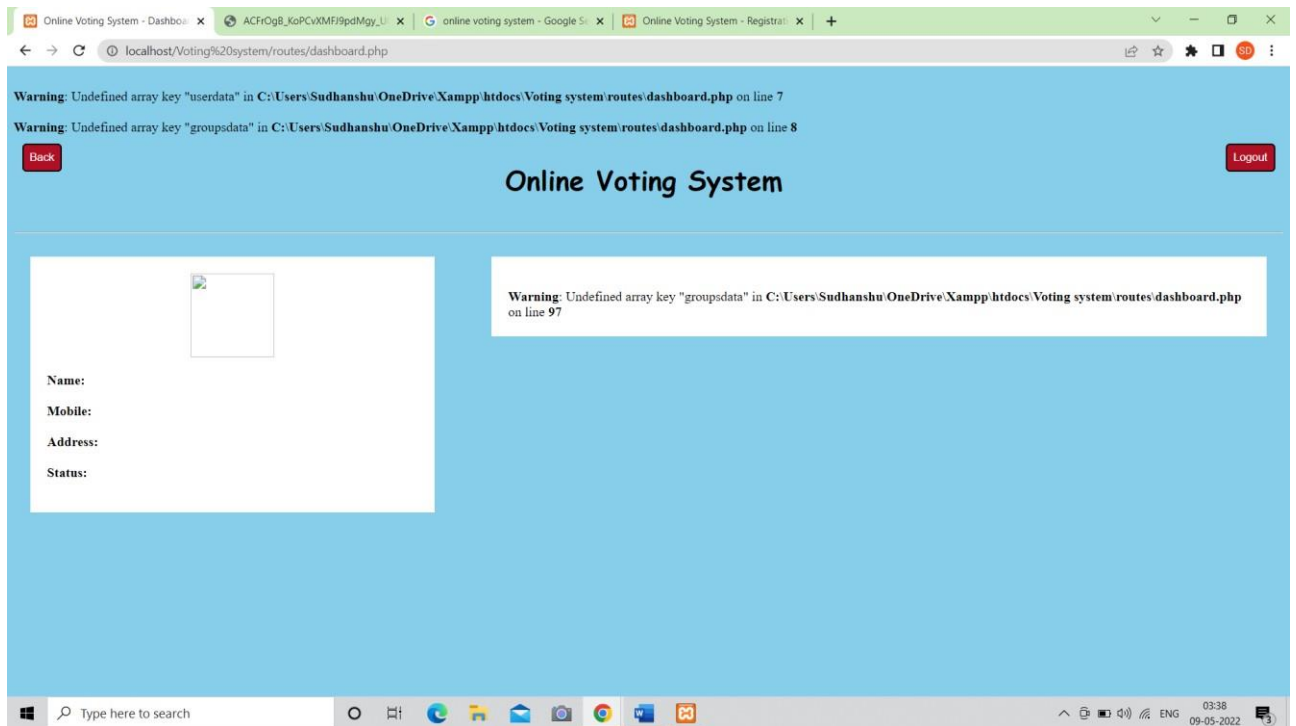 Online Voting System - Dashboa
ACFrOgB_KoPCvXMFJ9pdMgy_U
online voting system - Google Se
Online Voting System - Registrati
localhost/Voting%20system/routes/dashboard.php
SD
Warning: Undefined array key "userdata" in C:\Users\Sudhanshu\OneDrive\Xampp\htdocs\Voting system\routes\dashboard.php on line 7
Warning: Undefined array key "groupsdata" in C:\Users\Sudhanshu\OneDrive\Xampp\htdocs\Voting system\routes\dashboard.php on line 8
Back
Logout
Online Voting System
Warning: Undefined array key "groupsdata" in C:\Users\Sudhanshu\OneDrive\Xampp\htdocs\Voting system\routes\dashboard.php
on line 97
Name:
Mobile:
Address:
Status:
Type here to search
ENG
03:38
09-05-2022
3